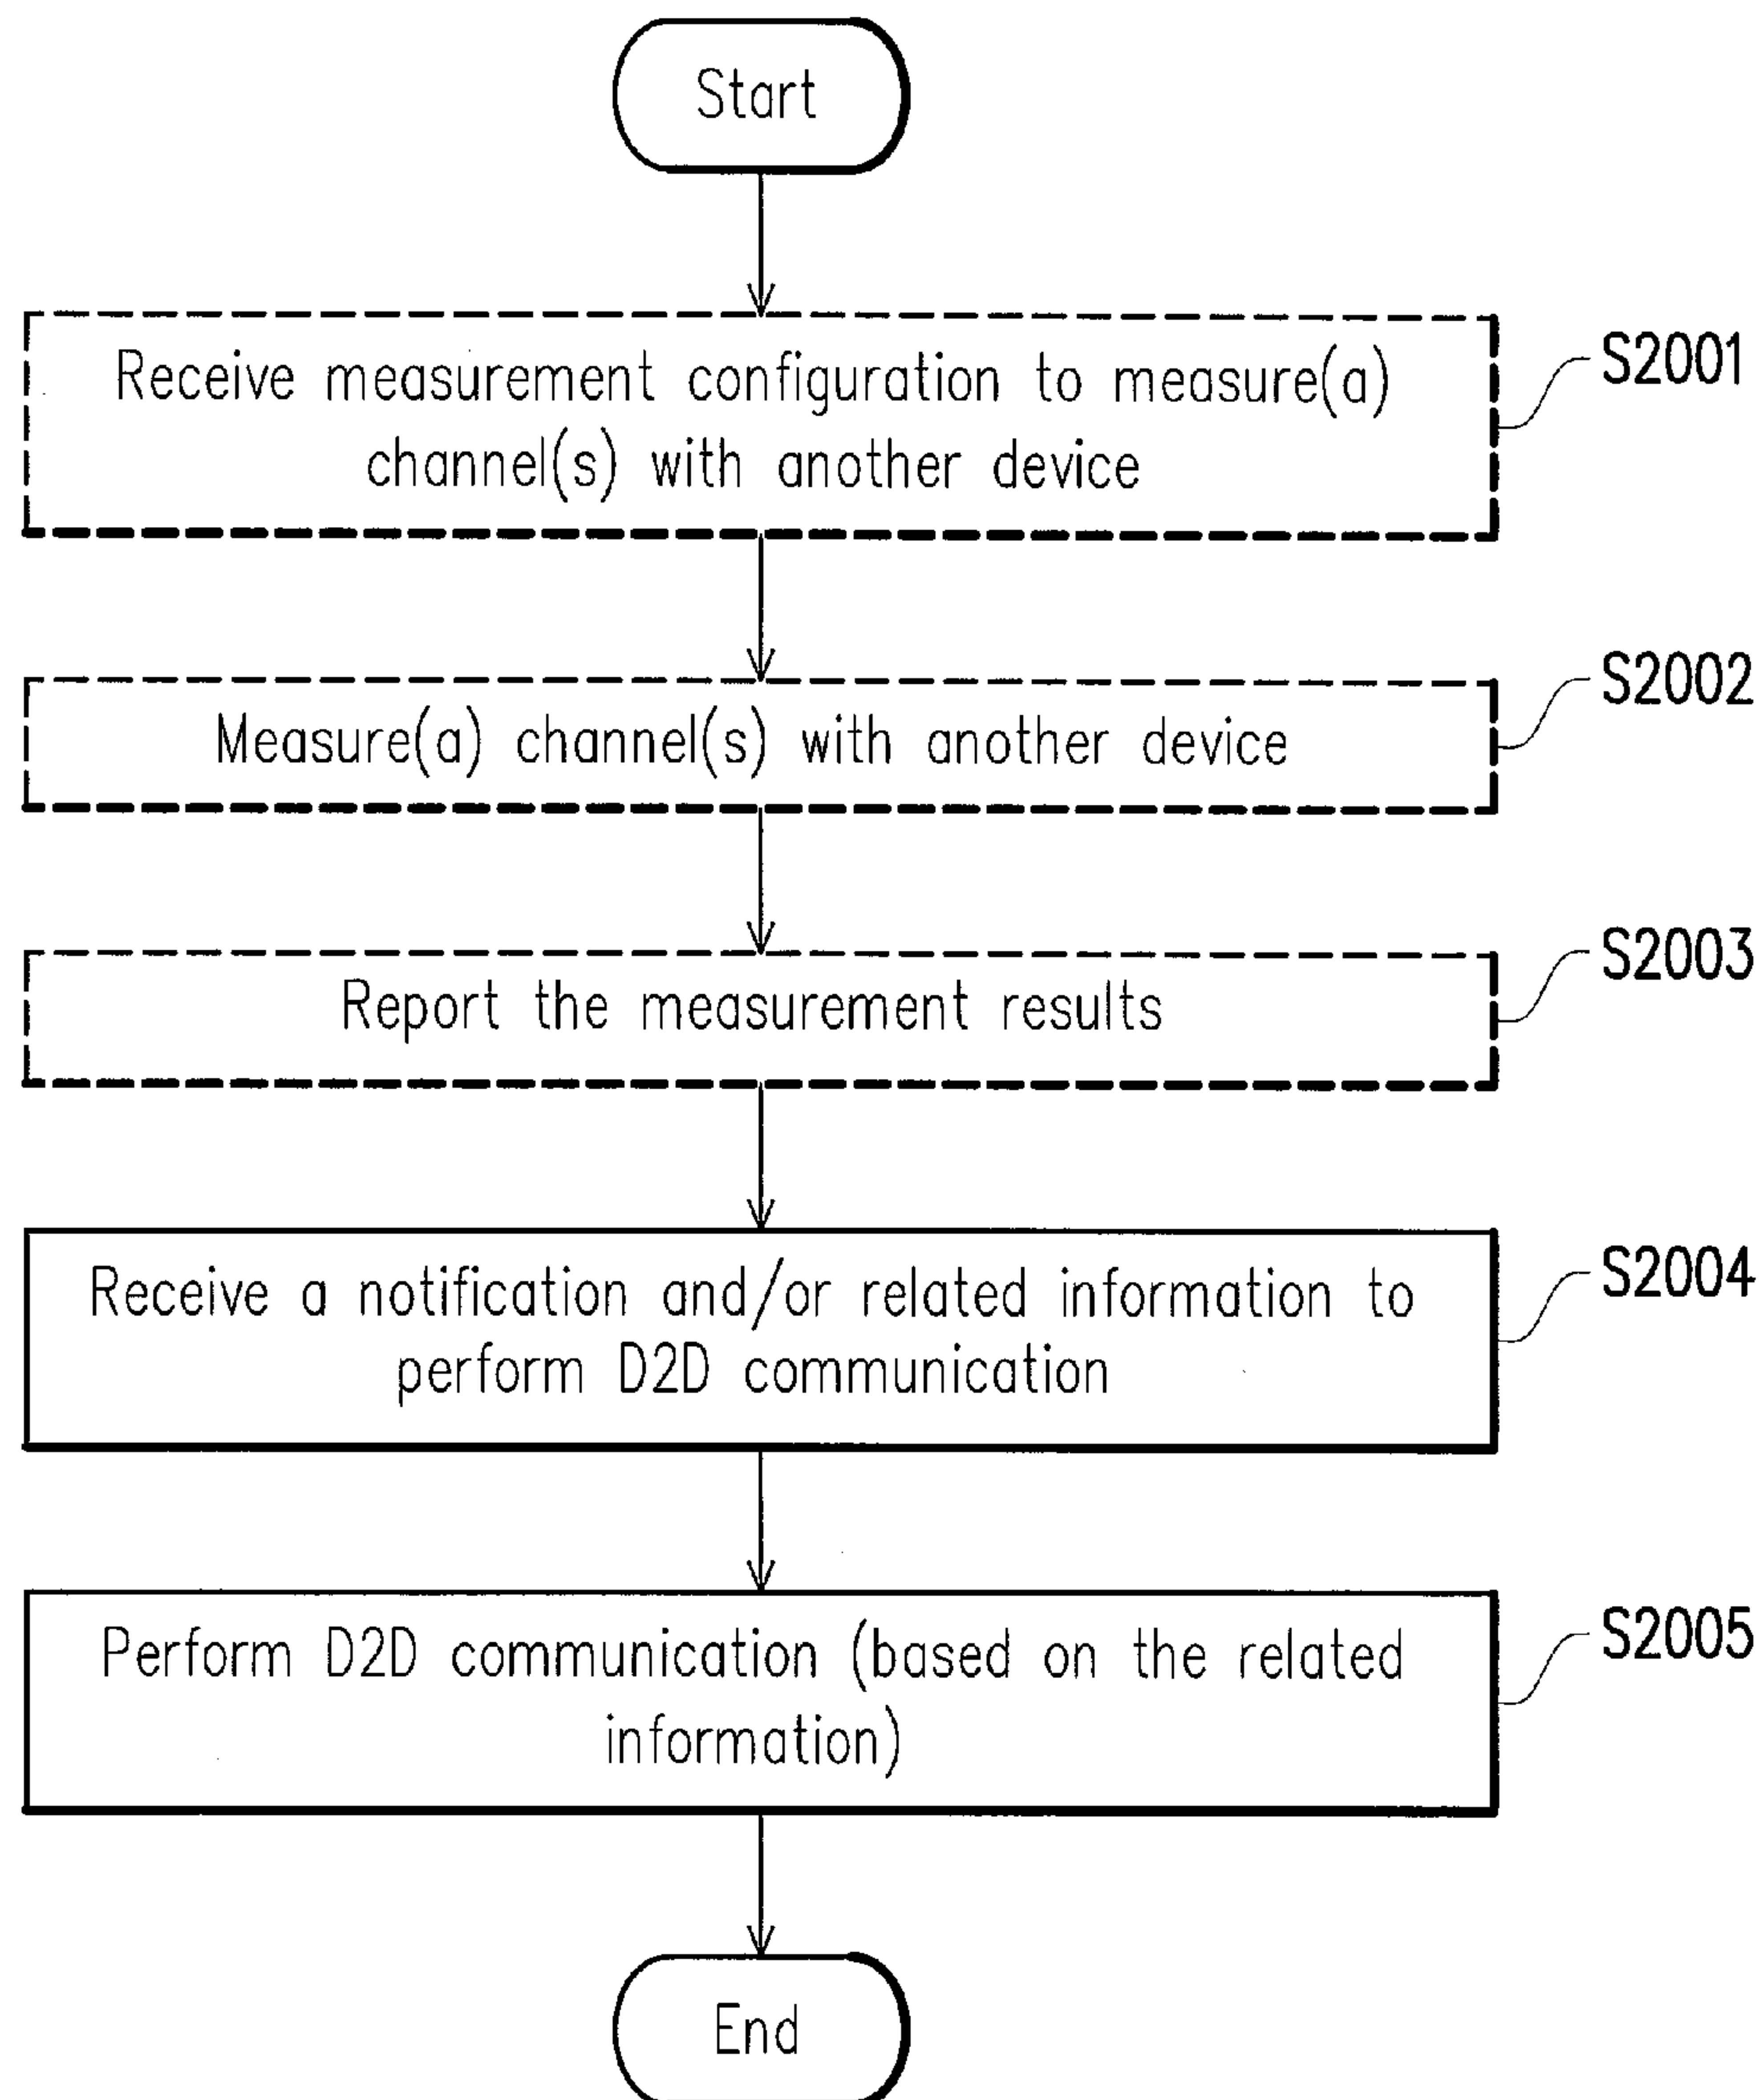 Start
Receive measurement configuration to measure(a)
channel(s) with another device
S2001
Measure(a) channel(s) with another device
S2002
Report the measurement results
S2003
Receive a notification and/or related information to
perform D2D communication
S2004
Perform D2D communication (based on the related
information)
S2005
End